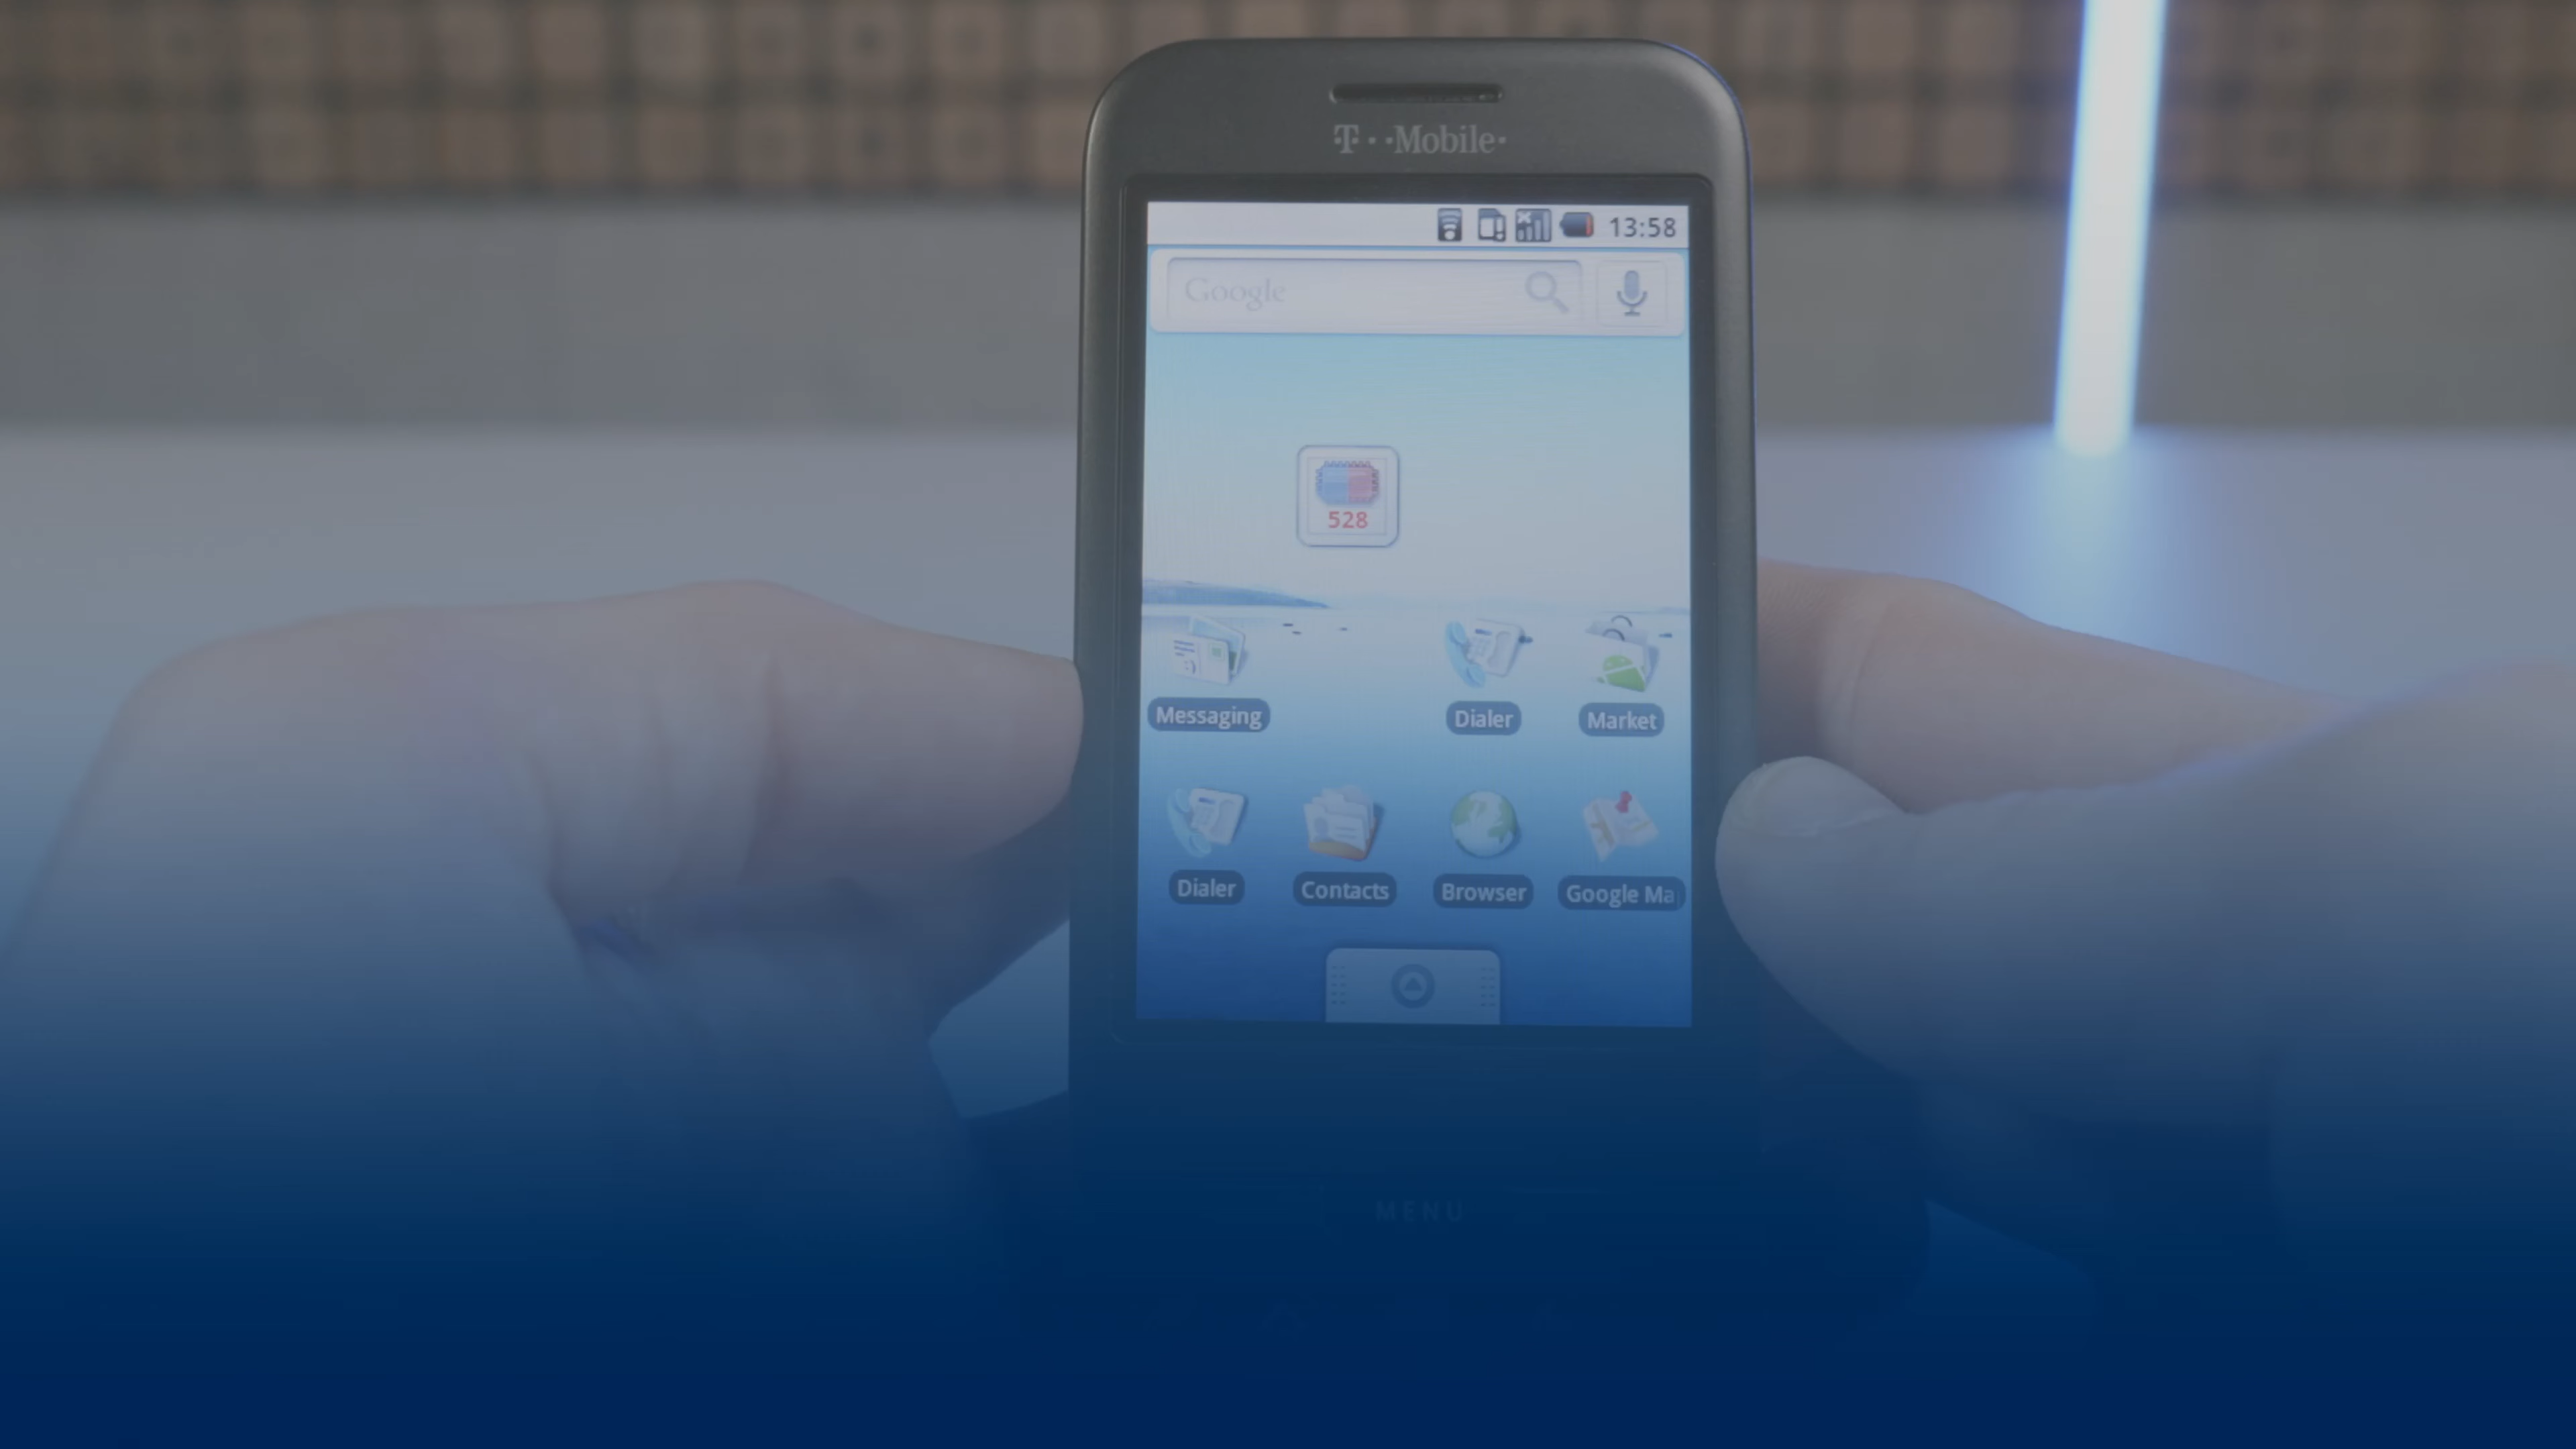 T··Mobile·
13:58
Google
528
Messaging
Dialer
Market
Dialer
Contacts
Browser
Google Ma
MENU